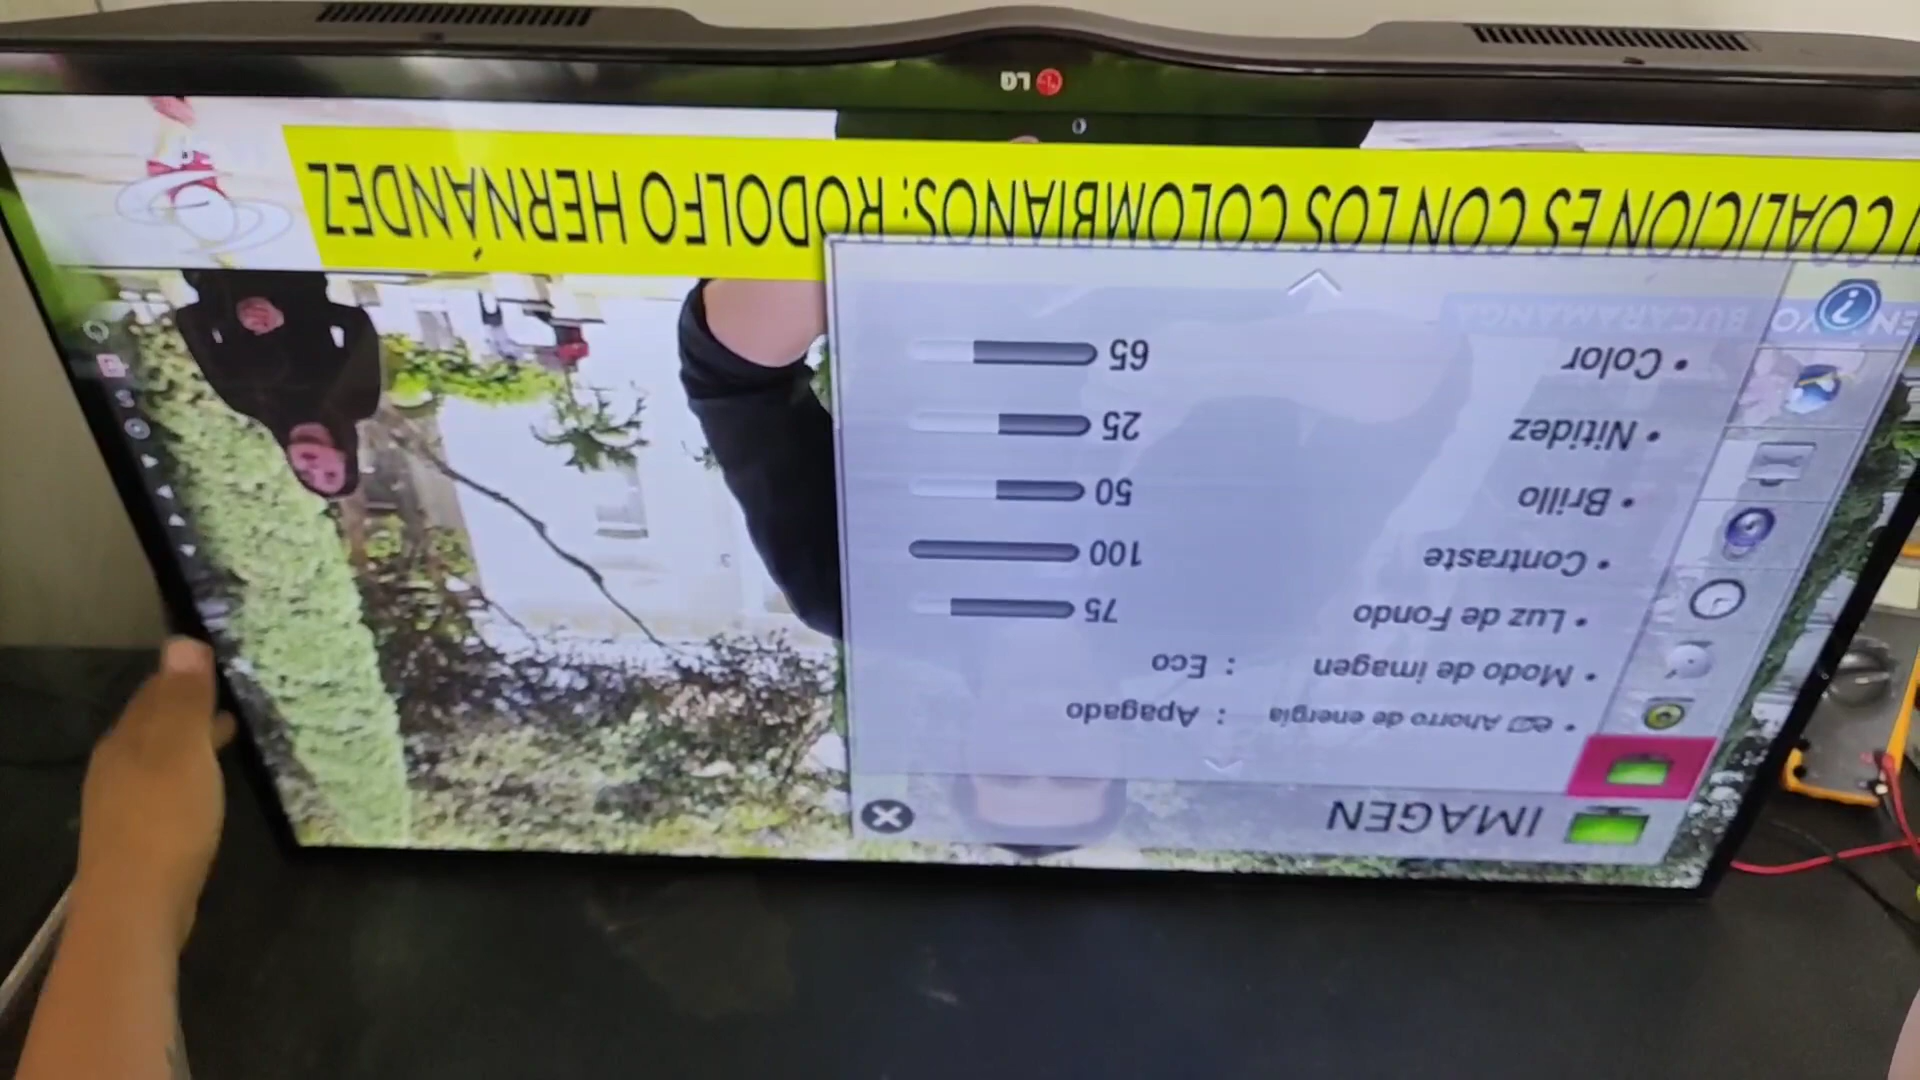 IMAGEN
• Ahorro de energía : Apagado
• Modo de imagen : Eco
• Luz de Fondo 75
• Contraste 100
• Brillo 50
• Nitidez 25
• Color 65
BUCARAMANGA
COALICIÓN ES CON LOS COLOMBIANOS: RODOLFO HERNÁNDEZ
LG